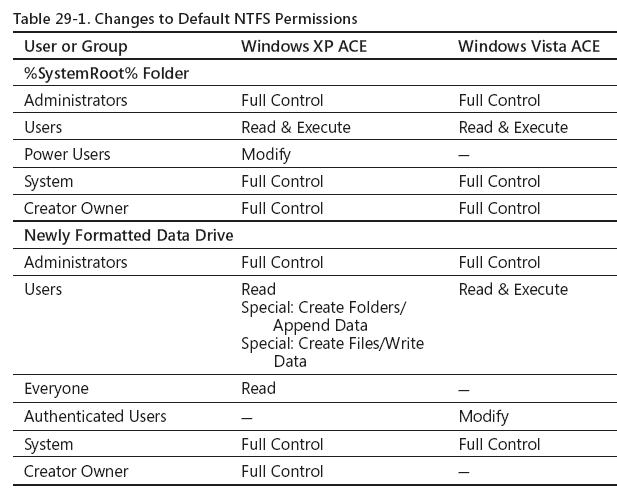 Table 29-1. Changes to Default NTFS Permissions
User or Group Windows XP ACE Windows Vista ACE
%SystemRoot% Folder
Administrators Full Control Full Control
Users Read & Execute Read & Execute
Power Users Modify —
System Full Control Full Control
Creator Owner Full Control Full Control
Newly Formatted Data Drive
Administrators Full Control Full Control
Users Read Read & Execute
Special: Create Folders/
Append Data
Special: Create Files/Write
Data
Everyone Read —
Authenticated Users — Modify
System Full Control Full Control
Creator Owner Full Control —